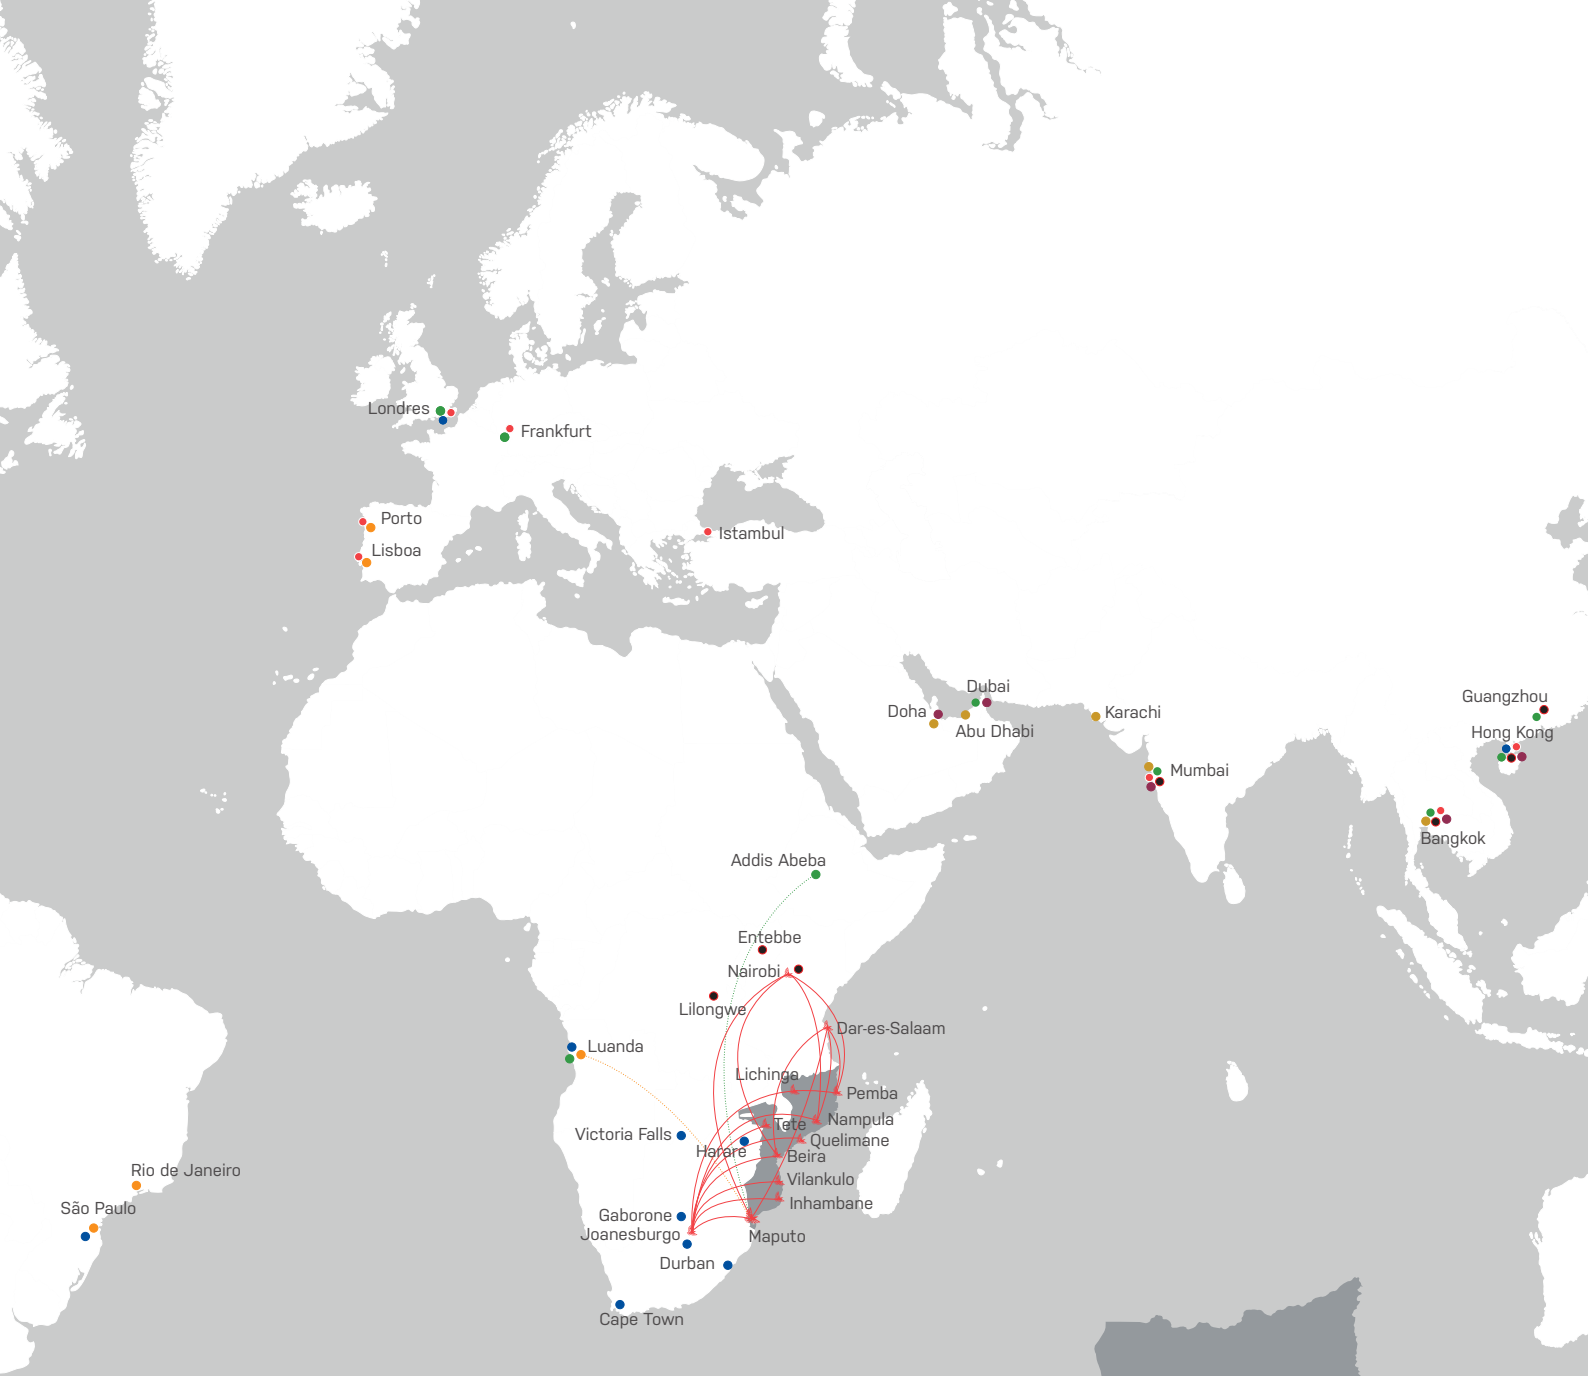 Londres
Frankfurt
Porto
Istambul
Lisboa
Dubai
Guangzhou
Doha
Karachi
Abu Dhabi
Hong Kong
Mumbai
Bangkok
Addis Abeba
Entebbe
Nairobi
Lilongwe
Dar-es-Salaam
Luanda
Lichinga
Pemba
Nampula
Tete
Victoria Falls
Quelimane
Harare
Beira
Rio de Janeiro
Vilankulo
Inhambane
São Paulo
Gaborone
Joanesburgo
Maputo
Durban
Cape Town